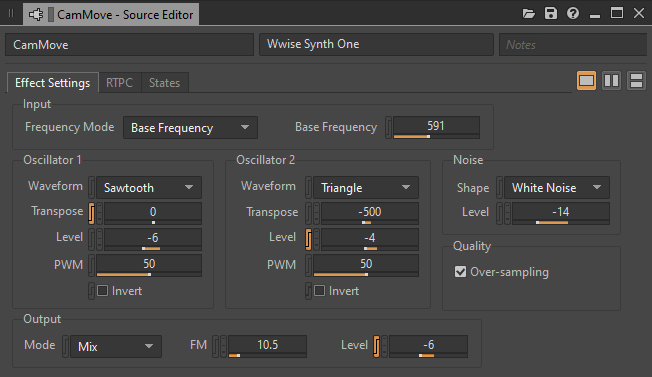 CamMove - Source Editor
CamMove Wwise Synth One Notes
Effect Settings RTPC States
Input
Frequency Mode Base Frequency Base Frequency 591
Oscillator 1 Oscillator 2 Noise
Waveform Sawtooth Waveform Triangle Shape White Noise
Transpose 0 Transpose -500 Level -14
Level -6 Level -4
Quality
PWM 50 PWM 50 Over-sampling
Invert Invert
Output
Mode Mix FM 10.5 Level -6